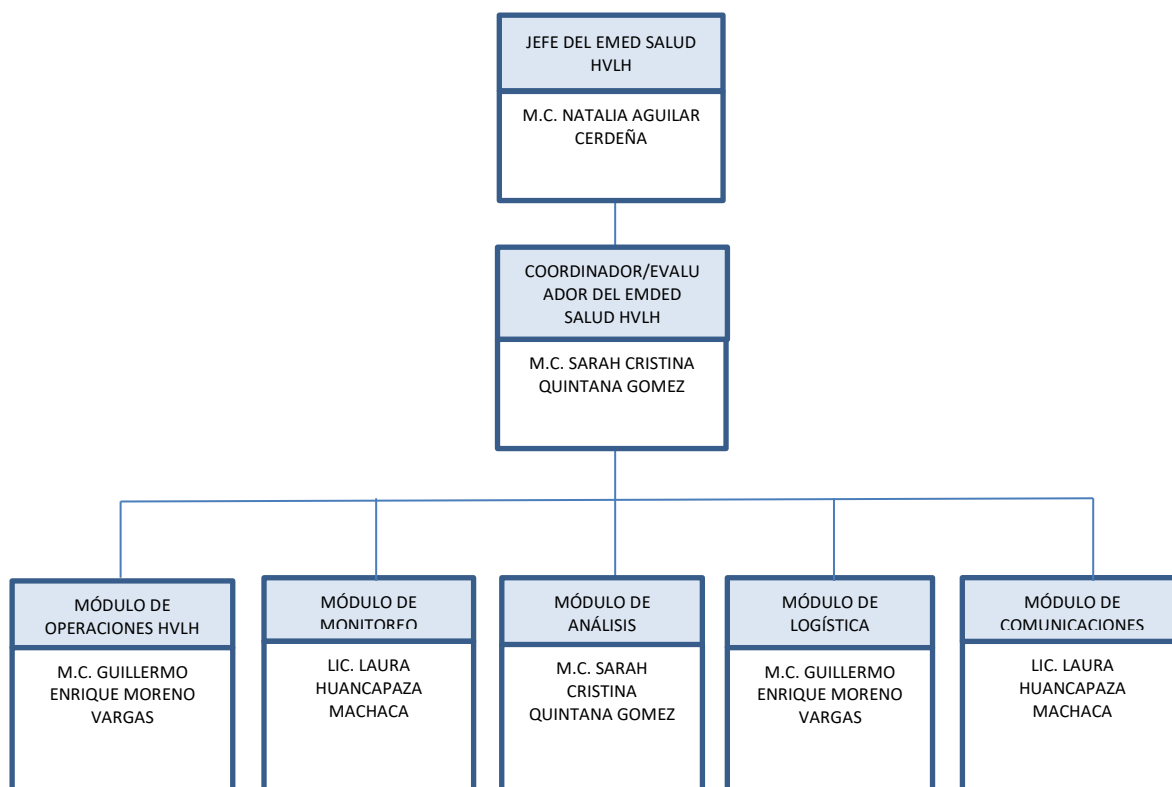 JEFE DEL EMED SALUD
HVLH
M.C. NATALIA AGUILAR
CERDEÑA
COORDINADOR/EVALU
ADOR DEL EMDED
SALUD HVLH
M.C. SARAH CRISTINA
QUINTANA GOMEZ
MÓDULO DE
OPERACIONES HVLH
M.C. GUILLERMO
ENRIQUE MORENO
VARGAS
MÓDULO DE
MONITOREO
LIC. LAURA
HUANCAPAZA
MACHACA
MÓDULO DE
ANÁLISIS
M.C. SARAH
CRISTINA
QUINTANA GOMEZ
MÓDULO DE
LOGÍSTICA
M.C. GUILLERMO
ENRIQUE MORENO
VARGAS
MÓDULO DE
COMUNICACIONES
LIC. LAURA
HUANCAPAZA
MACHACA